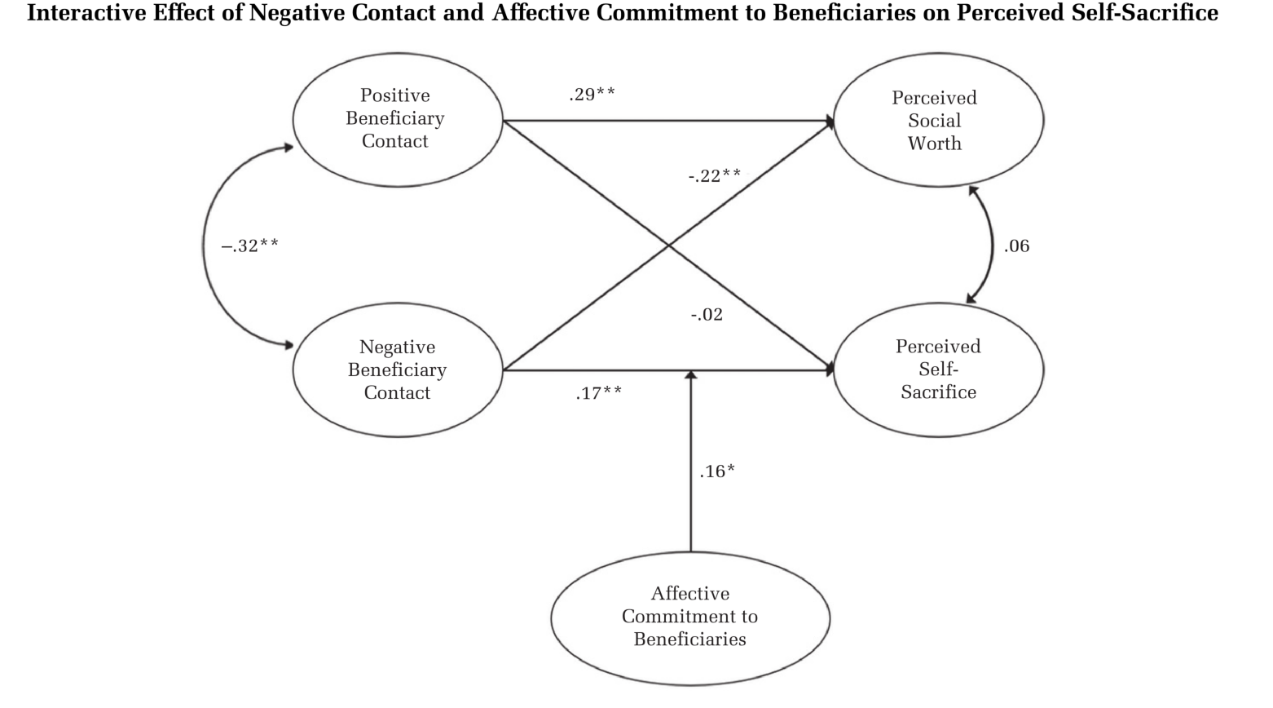 Interactive Effect of Negative Contact and Affective Commitment to Beneficiaries on Perceived Self-Sacrifice
Positive
Beneficiary
Contact
.29**
Perceived
Social
Worth
-.22**
–.32**
.06
-.02
Negative
Beneficiary
Contact
.17**
Perceived
Self-
Sacrifice
.16*
Affective
Commitment to
Beneficiaries